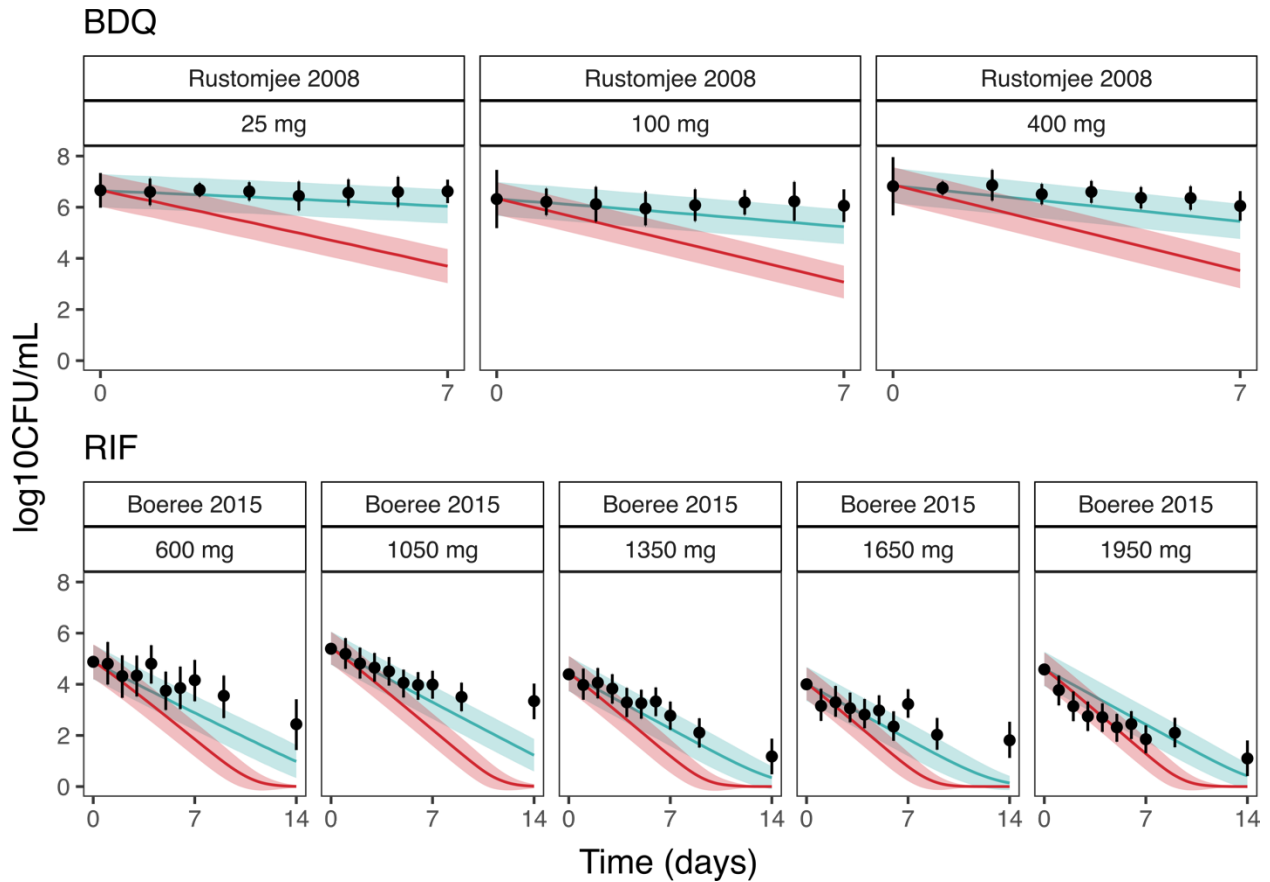 BDQ
Rustomjee 2008 Rustomjee 2008 Rustomjee 2008
25 mg 100 mg 400 mg
8
6
4
2
0
0 7 0 7 0 7
log10CFU/mL
RIF
Boeree 2015 Boeree 2015 Boeree 2015 Boeree 2015 Boeree 2015
600 mg 1050 mg 1350 mg 1650 mg 1950 mg
8
6
4
2
0
0 7 14 0 7 14 0 7 14 0 7 14 0 7 14
Time (days)